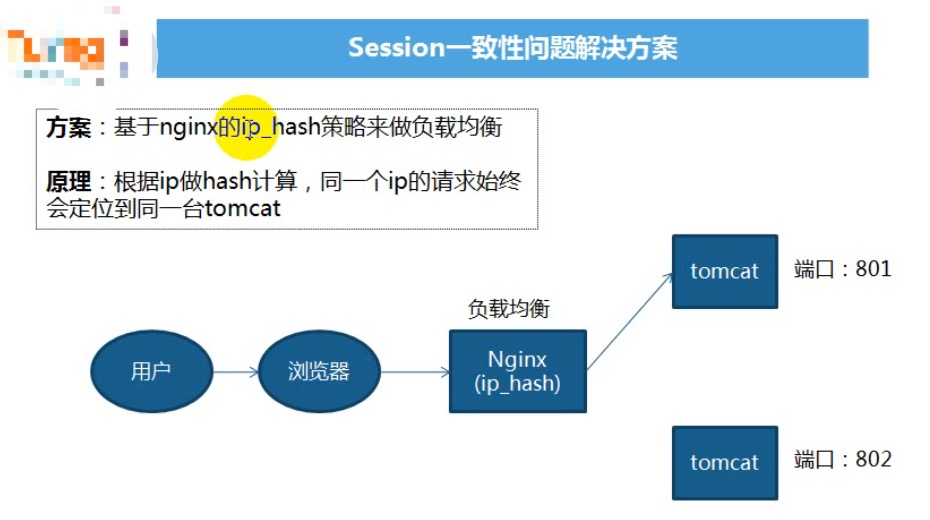 Session一致性问题解决方案
方案：基于nginx的ip_hash策略来做负载均衡
原理：根据ip做hash计算，同一个ip的请求始终
会定位到同一台tomcat
tomcat
端口：801
负载均衡
用户
浏览器
Nginx
(ip_hash)
tomcat
端口：802